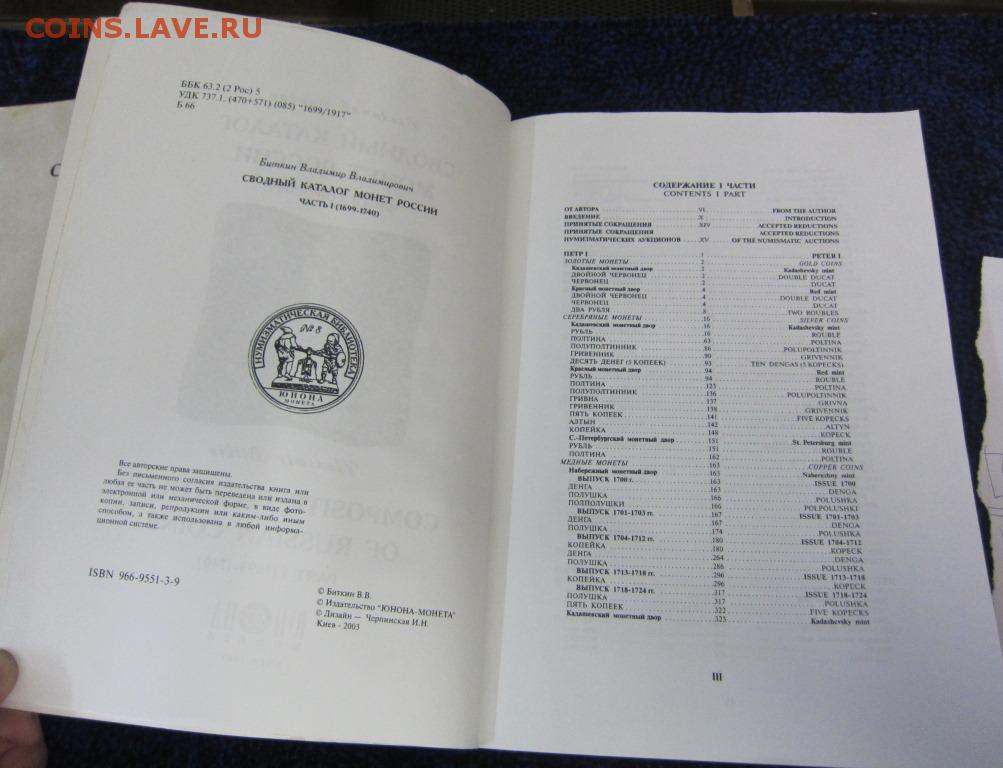 COINS.LAVE.RU
ББК 63.2 (2 Рос) 5
УДК 737.1. (470+571) (085) "1699/1917"
Б 66
Биткин Владимир Владимирович
СВОДНЫЙ КАТАЛОГ МОНЕТ РОССИИ
ЧАСТЬ I (1699-1740)
НУМИЗМАТИЧЕСКАЯ БИБЛИОТЕКА
№ 8
ЮНОНА
МОНЕТА
Все авторские права защищены.
Без письменного согласия издательства книга или
любая ее часть не может быть переведена или издана в
электронной или механической форме, в виде фото-
копии, записи, репродукции или каким-либо иным
способом, а также использована в любой информа-
ционной системе.
ISBN 966-9551-3-9
© Биткин В.В.
© Издательство "ЮНОНА-МОНЕТА"
© Дизайн — Черпинская И.Н.
Киев - 2003
СОДЕРЖАНИЕ I ЧАСТИ
CONTENTS I PART
ОТ АВТОРА VI FROM THE AUTHOR
ВВЕДЕНИЕ X INTRODUCTION
ПРИНЯТЫЕ СОКРАЩЕНИЯ XIV ACCEPTED REDUCTIONS
ПРИНЯТЫЕ СОКРАЩЕНИЯ ACCEPTED REDUCTIONS
НУМИЗМАТИЧЕСКИХ АУКЦИОНОВ XV OF THE NUMISMATIC AUCTIONS
ПЕТР I 1 PETER I
ЗОЛОТЫЕ МОНЕТЫ 2 GOLD COINS
Кадашевский монетный двор 2 Kadashevsky mint
ДВОЙНОЙ ЧЕРВОНЕЦ 2 DOUBLE DUCAT
ЧЕРВОНЕЦ 2 DUCAT
Красный монетный двор 4 Red mint
ДВОЙНОЙ ЧЕРВОНЕЦ 4 DOUBLE DUCAT
ЧЕРВОНЕЦ 4 DUCAT
ДВА РУБЛЯ 8 TWO ROUBLES
СЕРЕБРЯНЫЕ МОНЕТЫ 16 SILVER COINS
Кадашевский монетный двор 16 Kadashevsky mint
РУБЛЬ 16 ROUBLE
ПОЛТИНА 63 POLTINA
ПОЛУПОЛТИННИК 86 POLUPOLTINNIK
ГРИВЕННИК 90 GRIVENNIK
ДЕСЯТЬ ДЕНЕГ (5 КОПЕЕК) 93 TEN DENGAS (5 KOPECKS)
Красный монетный двор 94 Red mint
РУБЛЬ 94 ROUBLE
ПОЛТИНА 123 POLTINA
ПОЛУПОЛТИННИК 136 POLUPOLTINNIK
ГРИВНА 137 GRIVNA
ГРИВЕННИК 138 GRIVENNIK
ПЯТЬ КОПЕЕК 141 FIVE KOPECKS
АЛТЫН 142 ALTYN
КОПЕЙКА 148 KOPECK
С.-Петербургский монетный двор 151 St. Petersburg mint
РУБЛЬ 151 ROUBLE
ПОЛТИНА 162 POLTINA
МЕДНЫЕ МОНЕТЫ 163 COPPER COINS
Набережный монетный двор 163 Naberezhny mint
ВЫПУСК 1700 г. 163 ISSUE 1700
ДЕНГА 163 DENGA
ПОЛУШКА 166 POLUSHKA
ПОЛПОЛУШКИ 167 POLPOLUSHKI
ВЫПУСК 1701-1703 гг. 167 ISSUE 1701-1703
ДЕНГА 167 DENGA
ПОЛУШКА 174 POLUSHKA
ВЫПУСК 1704-1712 гг. 180 ISSUE 1704-1712
КОПЕЙКА 180 KOPECK
ДЕНГА 264 DENGA
ПОЛУШКА 286 POLUSHKA
ВЫПУСК 1713-1718 гг. 296 ISSUE 1713-1718
КОПЕЙКА 296 KOPECK
ВЫПУСК 1718-1724 гг. 317 ISSUE 1718-1724
ПОЛУШКА 317 POLUSHKA
ПЯТЬ КОПЕЕК 322 FIVE KOPECKS
Кадашевский монетный двор 323 Kadashevsky mint
III